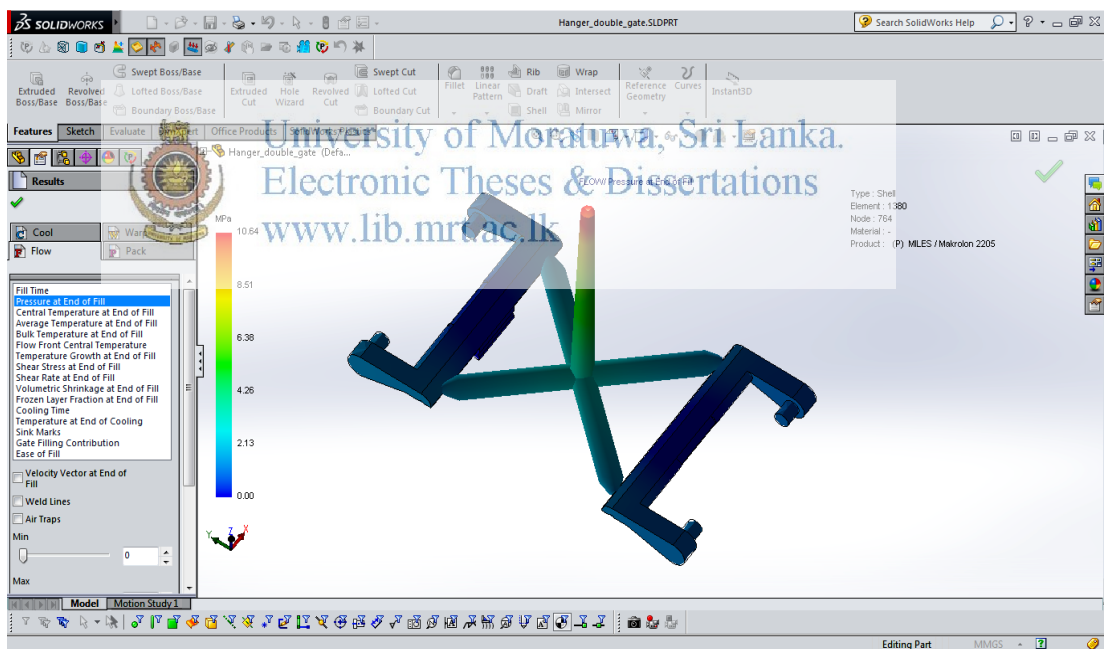 SOLIDWORKS
Hanger_double_gate.SLDPRT
Search SolidWorks Help
Extruded Boss/Base
Revolved Boss/Base
Swept Boss/Base
Lofted Boss/Base
Boundary Boss/Base
Extruded Cut
Hole Wizard
Revolved Cut
Swept Cut
Lofted Cut
Boundary Cut
Fillet
Linear Pattern
Rib
Draft
Shell
Wrap
Intersect
Mirror
Reference Geometry
Curves
Instant3D
Features
Sketch
Evaluate
Office Products
University of Moratuwa, Sri Lanka.
Electronic Theses & Dissertations
www.lib.mrt.ac.lk
Hanger_double_gate (Defa...
Results
Cool
Flow
Pack
FLOW/ Pressure at End of Fill
Type : Shell
Element : 1380
Node : 764
Material : -
Product : (P) MILES / Makrolon 2205
MPa
10.64
8.51
6.38
4.26
2.13
0.00
Fill Time
Pressure at End of Fill
Central Temperature at End of Fill
Average Temperature at End of Fill
Bulk Temperature at End of Fill
Flow Front Central Temperature
Temperature Growth at End of Fill
Shear Stress at End of Fill
Shear Rate at End of Fill
Volumetric Shrinkage at End of Fill
Frozen Layer Fraction at End of Fill
Cooling Time
Temperature at End of Cooling
Sink Marks
Gate Filling Contribution
Ease of Fill
Velocity Vector at End of
Fill
Weld Lines
Air Traps
Min
0
Max
Y
Z
X
Model
Motion Study 1
Editing Part
MMGS